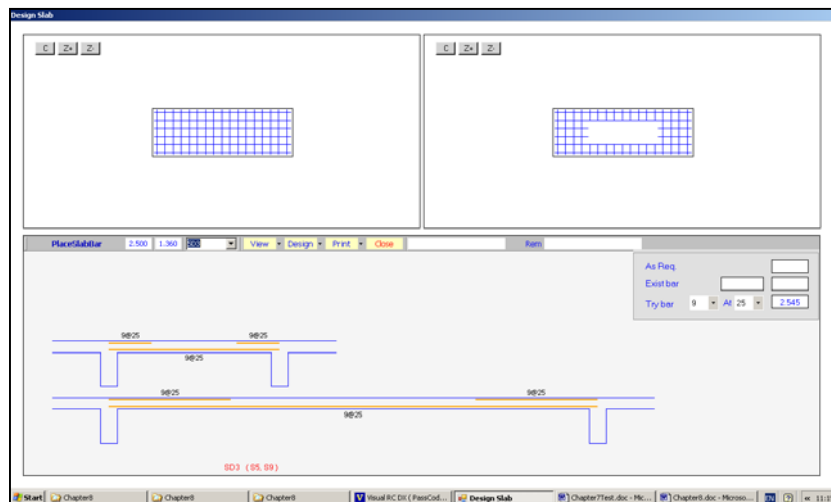 Design Slab
C Z+ Z- C Z+ Z-
PlaceSlabBar 2.500 1.360 View Design Print Close Rem
As Req.
Exist bar
Try bar 9 At 25 2.545
9@25 9@25
9@25
9@25 9@25
9@25
SD3 (S5, S9)
Start Chapter8 Chapter8 Chapter8 Visual RC DX ( PassCod... Design Slab Chapter7Test.doc - Mic... Chapter8.doc - Microso... EN